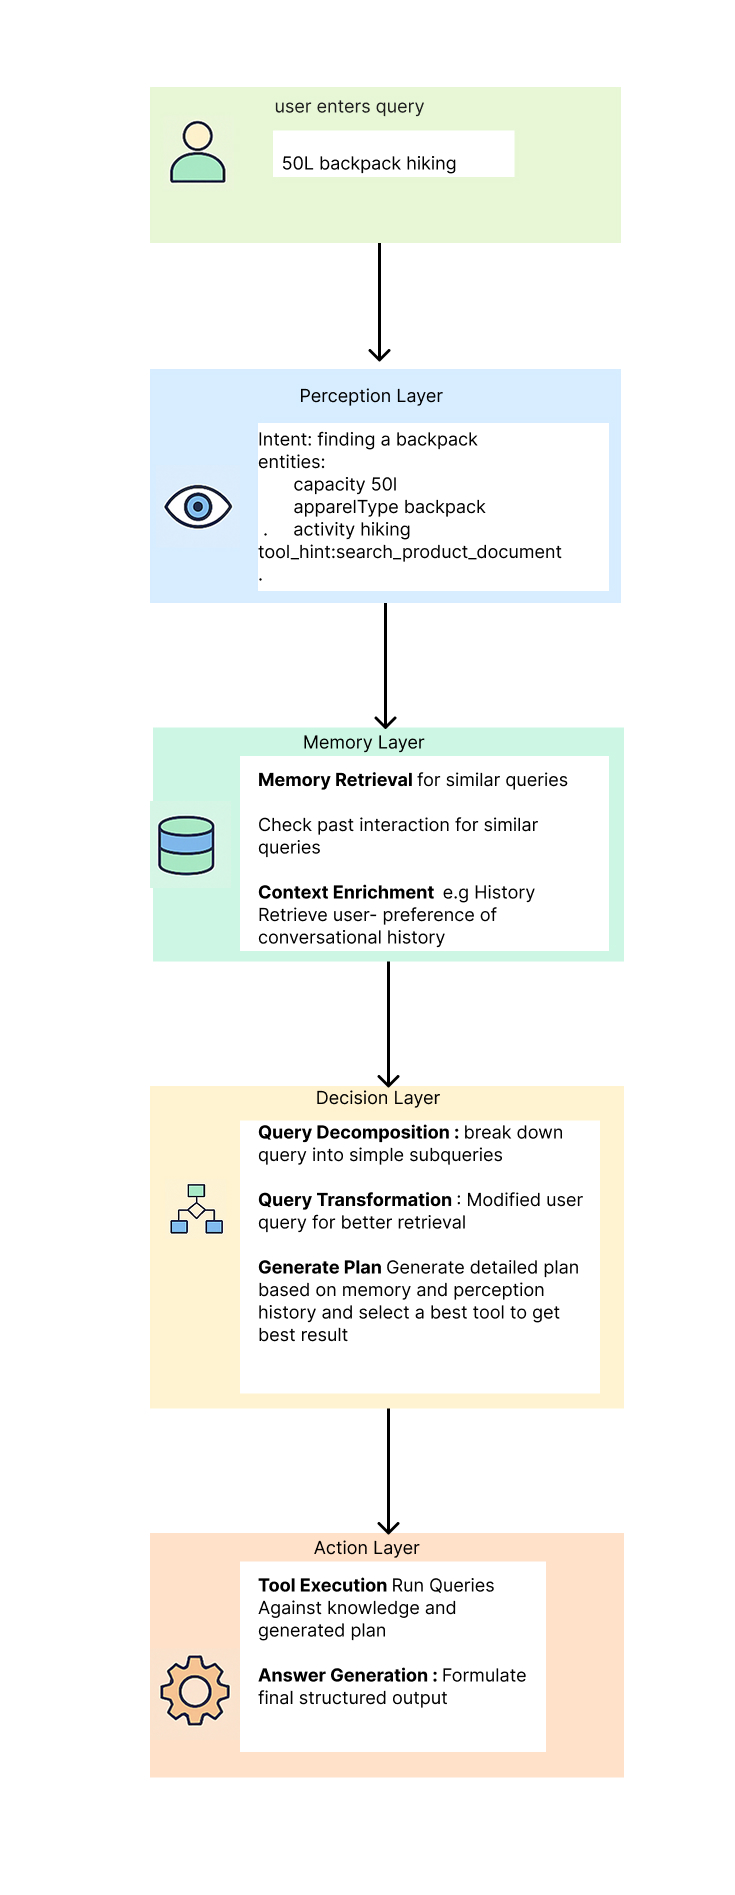 user enters query
50L backpack hiking
Perception Layer
Intent: finding a backpack
entities:
capacity 50l
apparelType backpack
. activity hiking
tool_hint:search_product_document
.
Memory Layer
Memory Retrieval for similar queries
Check past interaction for similar
queries
Context Enrichment e.g History
Retrieve user- preference of
conversational history
Decision Layer
Query Decomposition : break down
query into simple subqueries
Query Transformation : Modified user
query for better retrieval
Generate Plan Generate detailed plan
based on memory and perception
history and select a best tool to get
best result
Action Layer
Tool Execution Run Queries
Against knowledge and
generated plan
Answer Generation : Formulate
final structured output